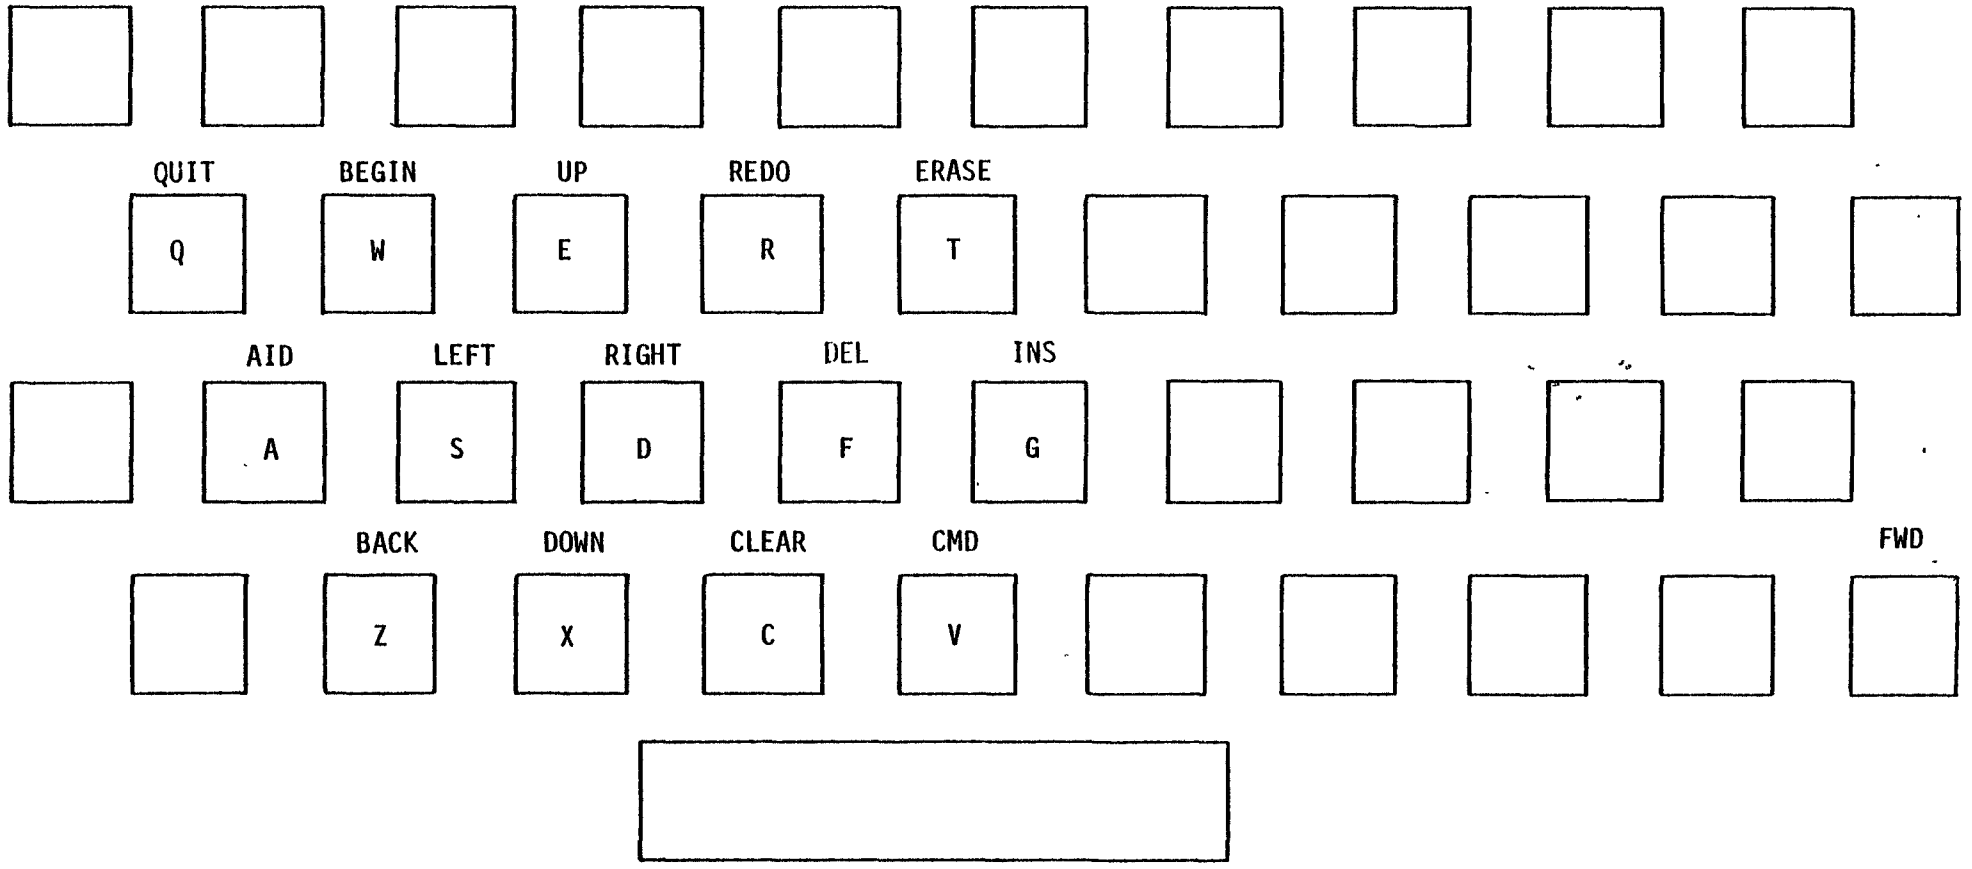 QUIT BEGIN UP REDO ERASE
Q W E R T
AID LEFT RIGHT DEL INS
A S D F G
BACK DOWN CLEAR CMD FWD
Z X C V